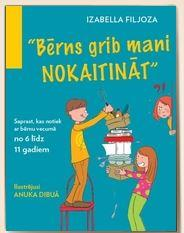 IZABELLA FILJOZA
"BĒRNS GRIB MANI
NOKAITINĀT"
?!
Saprast, kas notiek
ar bērnu vecumā
no 6 līdz
11 gadiem
Ilustrējusi
ANUKA DIBUĀ